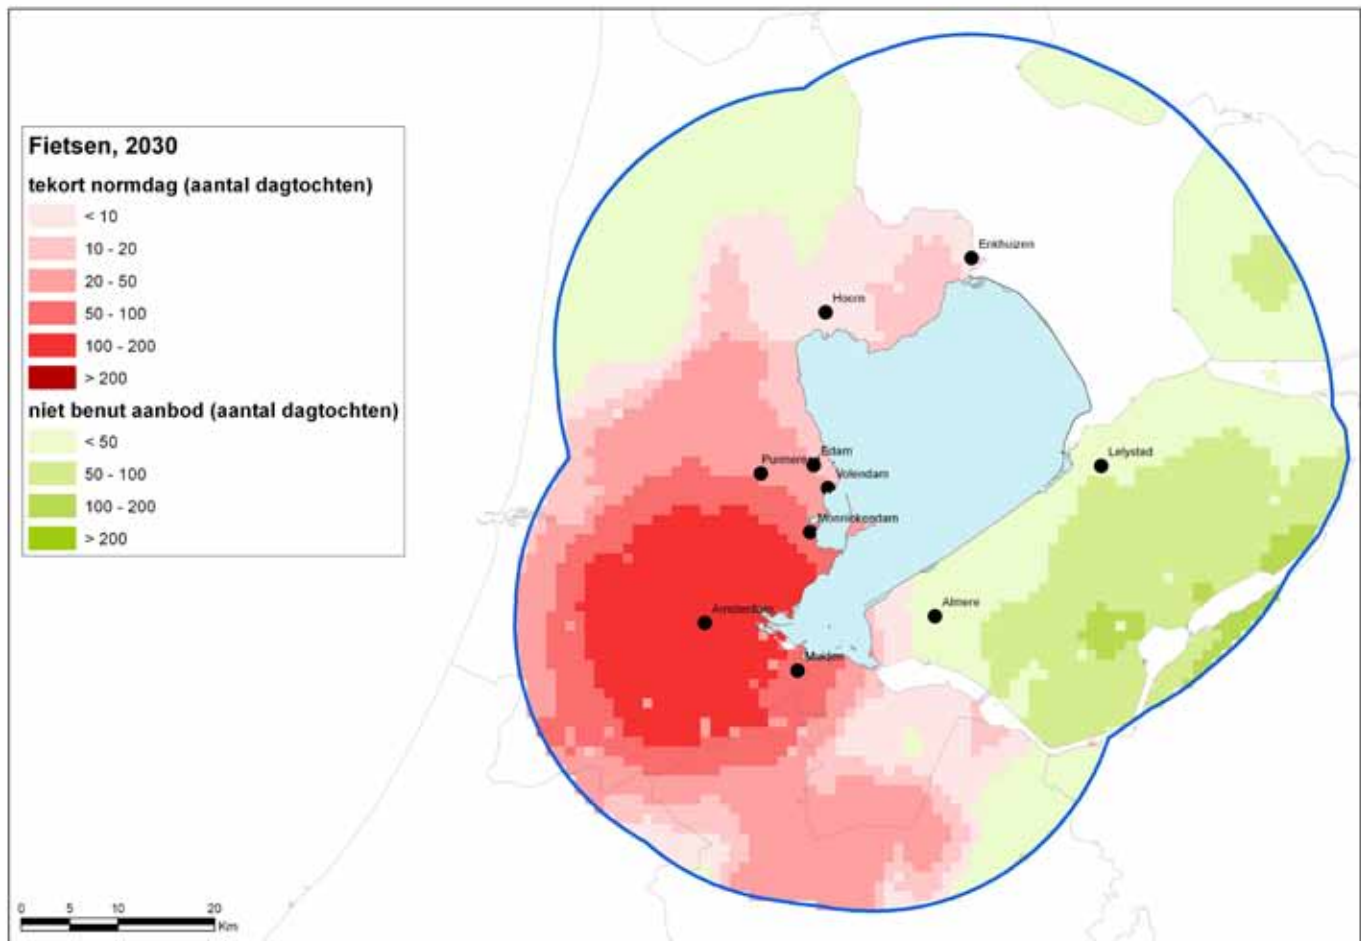 Fietsen, 2030
tekort normdag (aantal dagtochten)
< 10
10 - 20
20 - 50
50 - 100
100 - 200
> 200
niet benut aanbod (aantal dagtochten)
< 50
50 - 100
100 - 200
> 200
Enkhuizen
Hoorn
Edam
Lelystad
Volendam
Monnickendam
Almere
Amsterdam
0 5 10 20
Km